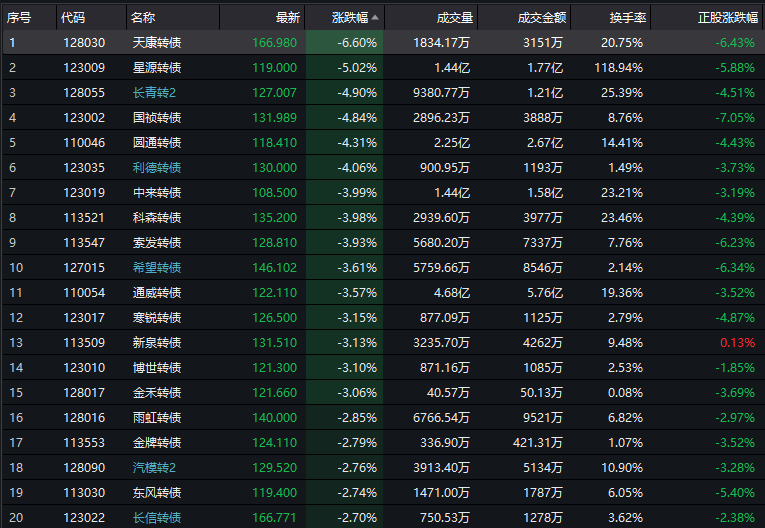 序号 代码 名称 最新 涨跌幅 成交量 成交金额 换手率 正股涨跌幅
1 128030 天康转债 166.980 -6.60% 1834.17万 3151万 20.75% -6.43%
2 123009 星源转债 119.000 -5.02% 1.44亿 1.77亿 118.94% -5.88%
3 128055 长青转2 127.007 -4.90% 9380.77万 1.21亿 25.39% -4.51%
4 123002 国祯转债 131.989 -4.84% 2896.23万 3888万 8.76% -7.05%
5 110046 圆通转债 118.410 -4.31% 2.25亿 2.67亿 14.41% -4.43%
6 123035 利德转债 130.000 -4.06% 900.95万 1193万 1.49% -3.73%
7 123019 中来转债 108.500 -3.99% 1.44亿 1.58亿 23.21% -3.19%
8 113521 科森转债 135.200 -3.98% 2939.60万 3977万 23.46% -4.39%
9 113547 索发转债 128.810 -3.93% 5680.20万 7337万 7.76% -6.23%
10 127015 希望转债 146.102 -3.61% 5759.66万 8546万 2.14% -6.34%
11 110054 通威转债 122.110 -3.57% 4.68亿 5.76亿 19.36% -3.52%
12 123017 寒锐转债 126.500 -3.15% 877.09万 1125万 2.79% -4.87%
13 113509 新泉转债 131.510 -3.13% 3235.70万 4262万 9.48% 0.13%
14 123010 博世转债 121.300 -3.10% 871.16万 1085万 2.53% -1.85%
15 128017 金禾转债 121.660 -3.06% 40.57万 50.13万 0.08% -3.69%
16 128016 雨虹转债 140.000 -2.85% 6766.54万 9521万 6.82% -2.97%
17 113553 金牌转债 124.110 -2.79% 336.90万 421.31万 1.07% -3.52%
18 128090 汽模转2 129.520 -2.76% 3913.40万 5134万 10.90% -3.28%
19 113030 东风转债 119.400 -2.74% 1471.00万 1787万 6.05% -5.40%
20 123022 长信转债 166.771 -2.70% 750.53万 1278万 3.62% -2.38%